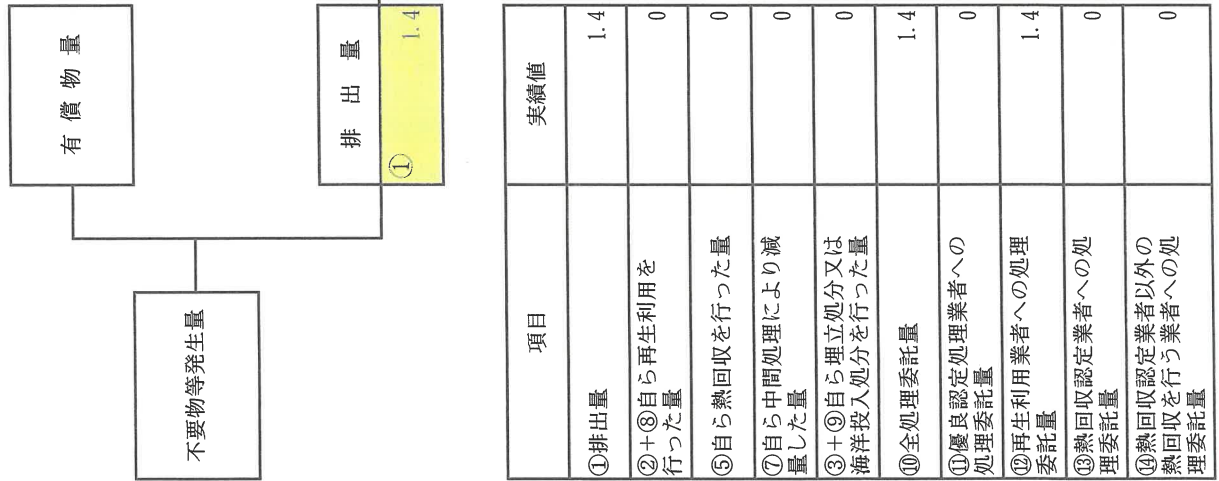 不要物等発生量
有償物量
排出量
① 1.4
項目 実績値
①排出量 1.4
②+⑧自ら再生利用を
行った量 0
⑤自ら熱回収を行った量 0
⑦自ら中間処理により減
量した量 0
③+⑨自ら埋立処分又は
海洋投入処分を行った量 0
⑩全処理委託量 1.4
⑪優良認定処理業者への
処理委託量 0
⑫再生利用業者への処理
委託量 1.4
⑬熱回収認定業者への処
理委託量 0
⑭熱回収認定業者以外の
熱回収を行う業者への処
理委託量 0